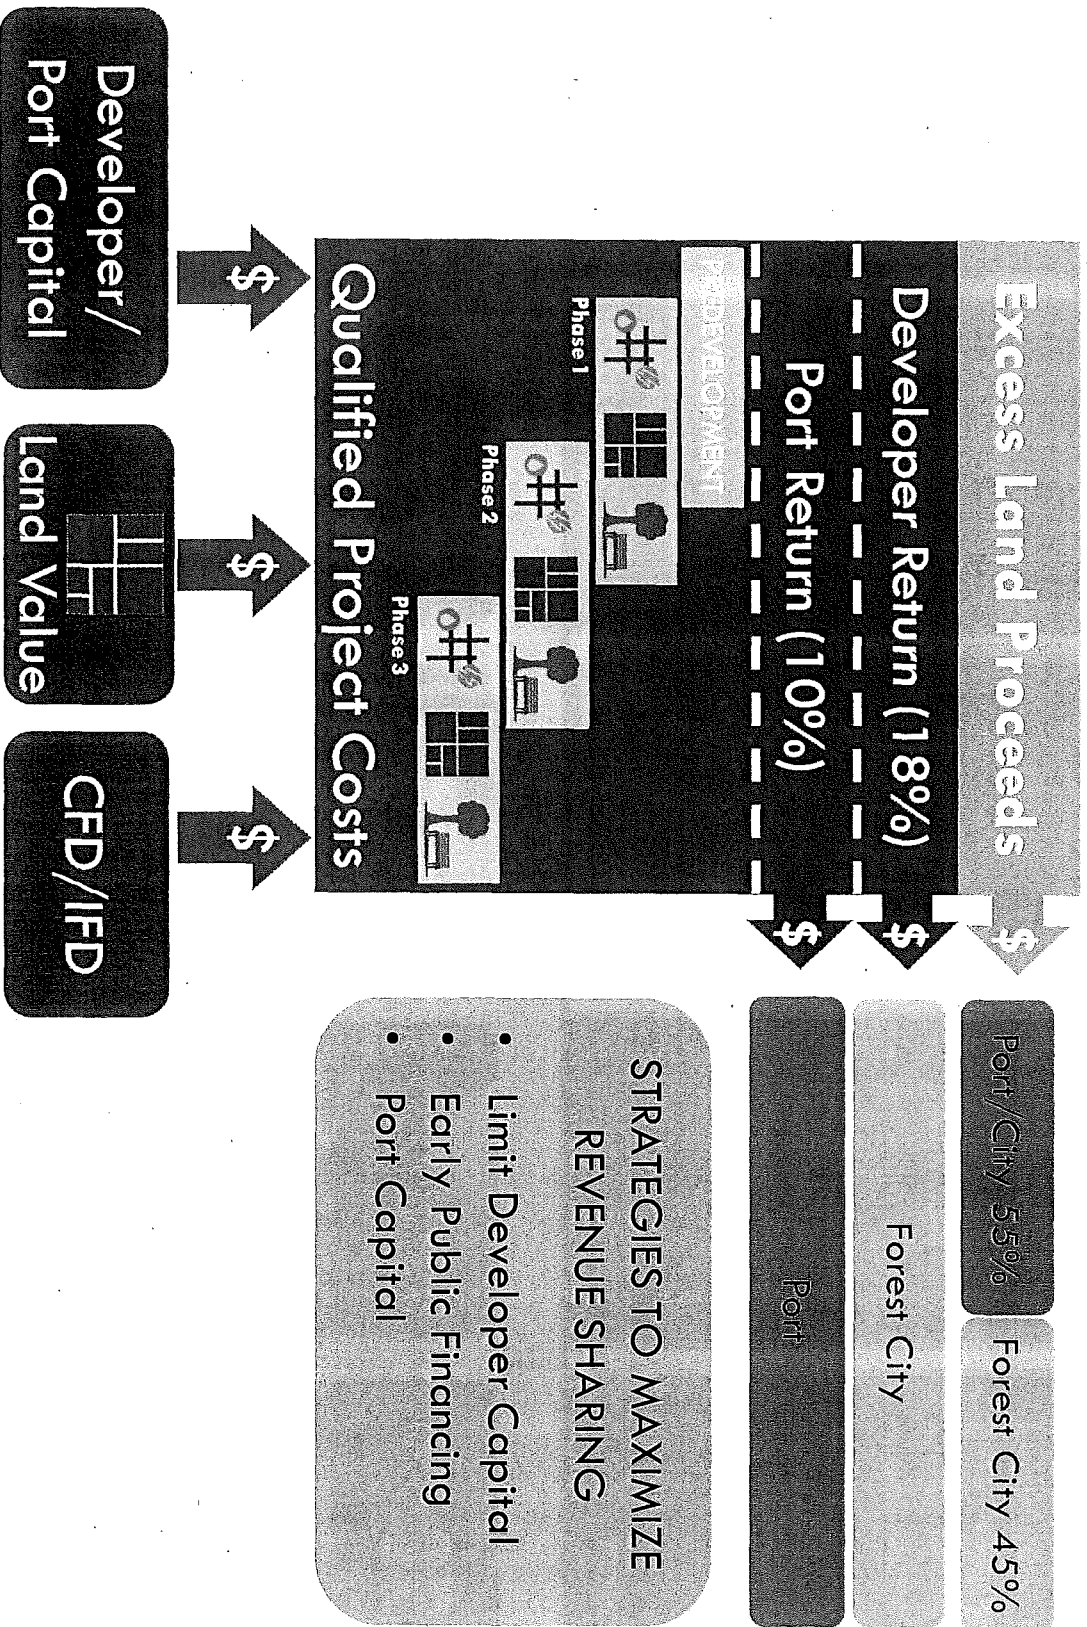 Excess Land Proceeds
$
Port/City 55%
Forest City 45%
Developer Return (18%)
$
Forest City
Port Return (10%)
$
Port
PREDEVELOPMENT
Phase 1
Phase 2
Phase 3
Qualified Project Costs
STRATEGIES TO MAXIMIZE
REVENUE SHARING
• Limit Developer Capital
• Early Public Financing
• Port Capital
$
$
$
Developer/
Port Capital
Land Value
CFD/IFD